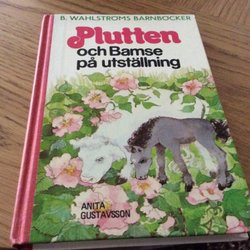 B. WAHLSTRÖMS BARNBÖCKER
Plutten
och Bamse
på utställning
ANITA
GUSTAVSSON